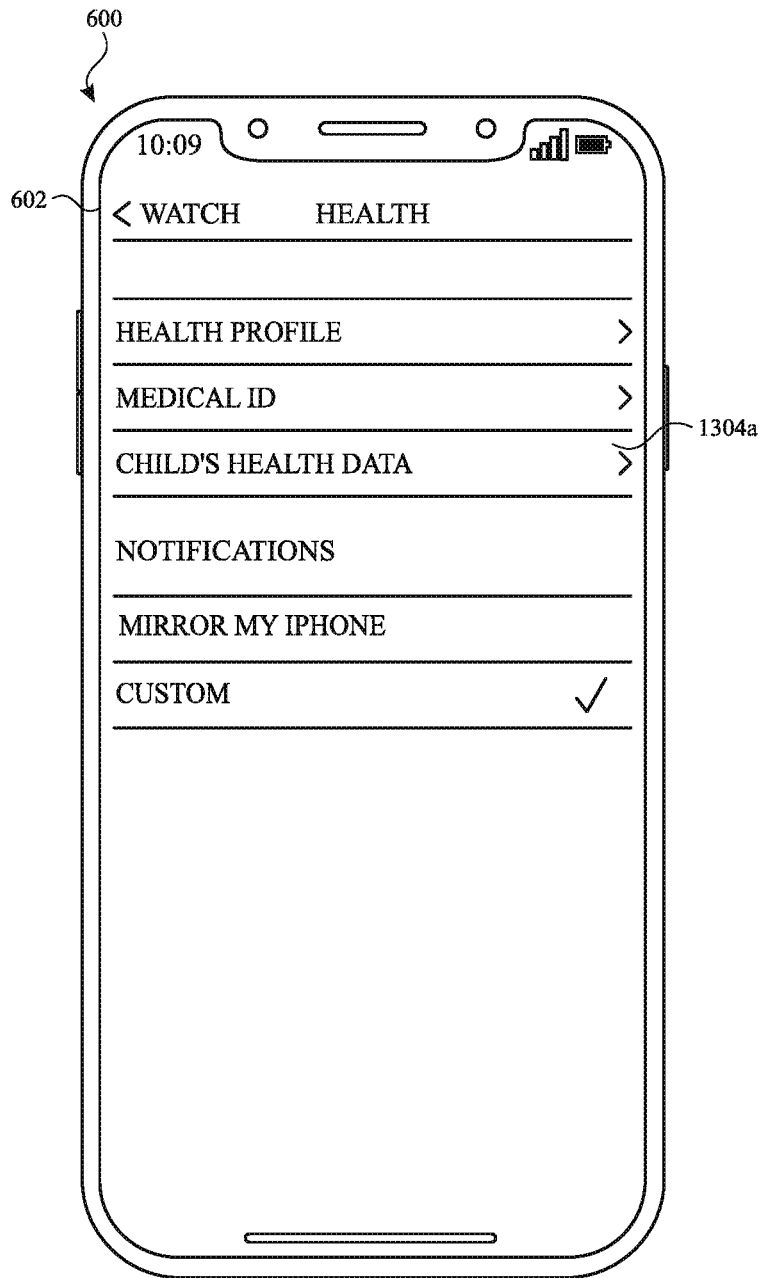 600
10:09
602
< WATCH HEALTH
HEALTH PROFILE >
MEDICAL ID >
1304a
CHILD'S HEALTH DATA >
NOTIFICATIONS
MIRROR MY IPHONE
CUSTOM ✓